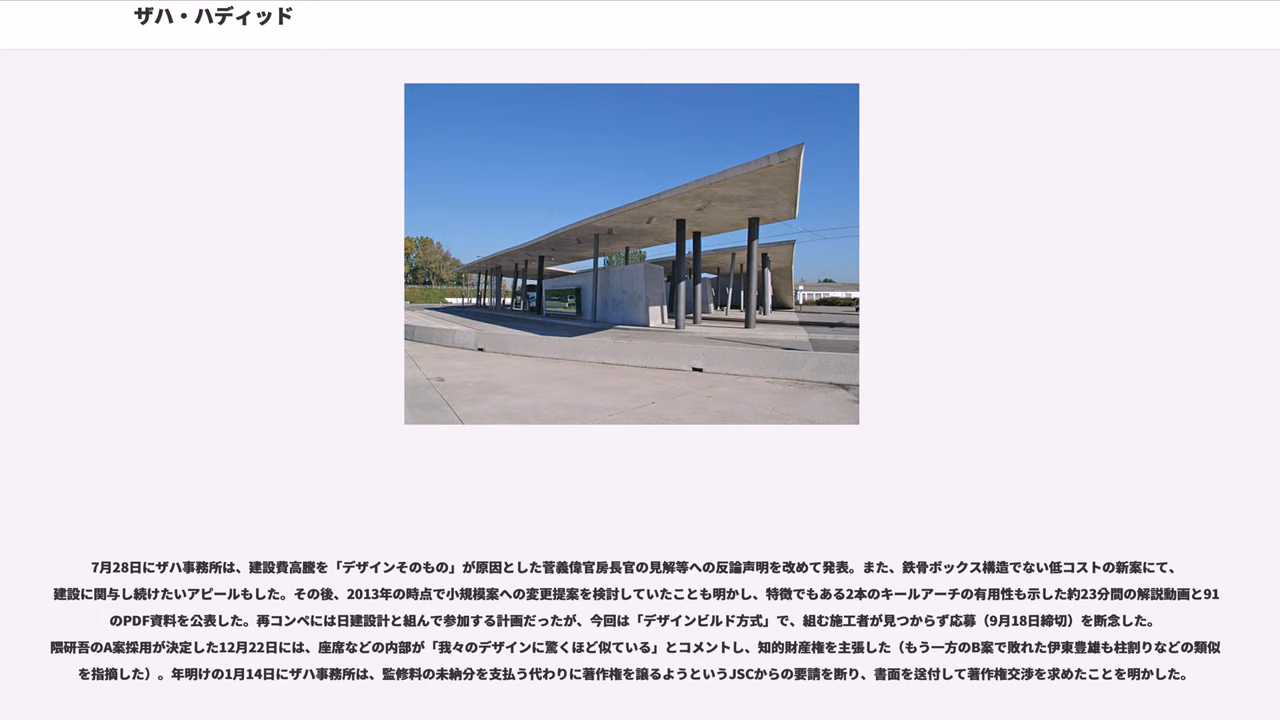 ザハ・ハディッド
7月28日にザハ事務所は、建設費高騰を「デザインそのもの」が原因とした菅義偉官房長官の見解等への反論声明を改めて発表。また、鉄骨ボックス構造でない低コストの新案にて、
建設に関与し続けたいアピールもした。その後、2013年の時点で小規模案への変更提案を検討していたことも明かし、特徴でもある2本のキールアーチの有用性も示した約23分間の解説動画と91
のPDF資料を公表した。再コンペには日建設計と組んで参加する計画だったが、今回は「デザインビルド方式」で、組む施工者が見つからず応募（9月18日締切）を断念した。
隈研吾のA案採用が決定した12月22日には、座席などの内部が「我々のデザインに驚くほど似ている」とコメントし、知的財産権を主張した（もう一方のB案で敗れた伊東豊雄も柱割りなどの類似
を指摘した）。年明けの1月14日にザハ事務所は、監修料の未納分を支払う代わりに著作権を譲るようというJSCからの要請を断り、書面を送付して著作権交渉を求めたことを明かした。